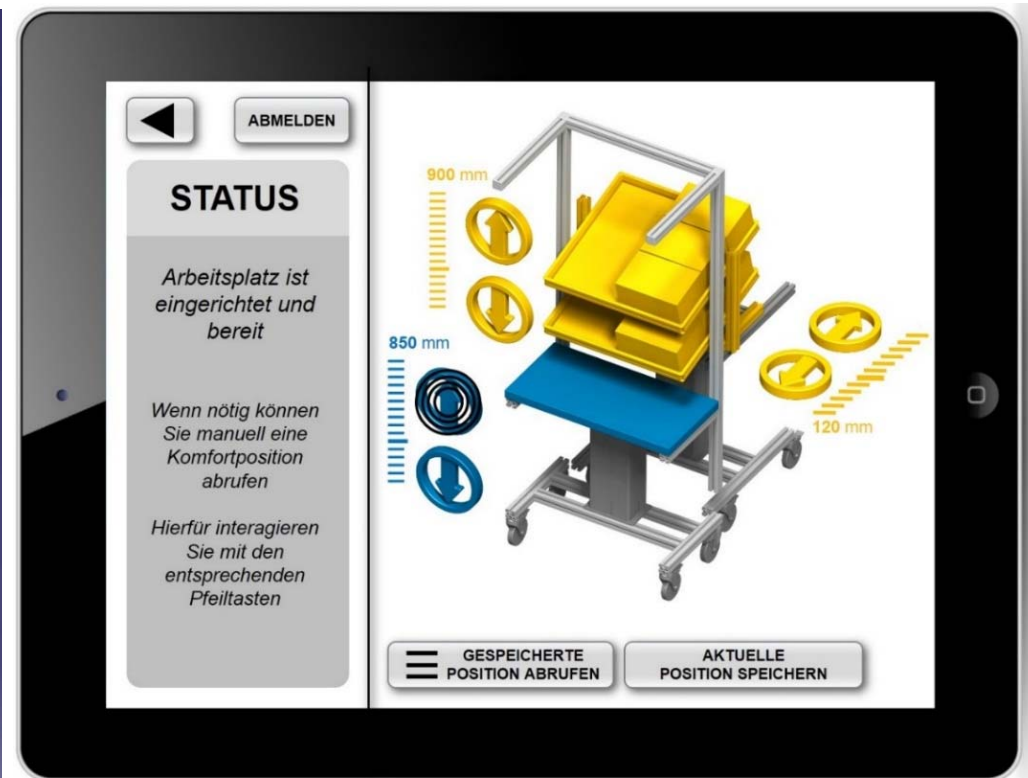 ABMELDEN
STATUS
Arbeitsplatz ist
eingerichtet und
bereit
Wenn nötig können
Sie manuell eine
Komfortposition
abrufen
Hierfür interagieren
Sie mit den
entsprechenden
Pfeiltasten
900 mm
850 mm
120 mm
GESPEICHERTE
POSITION ABRUFEN
AKTUELLE
POSITION SPEICHERN